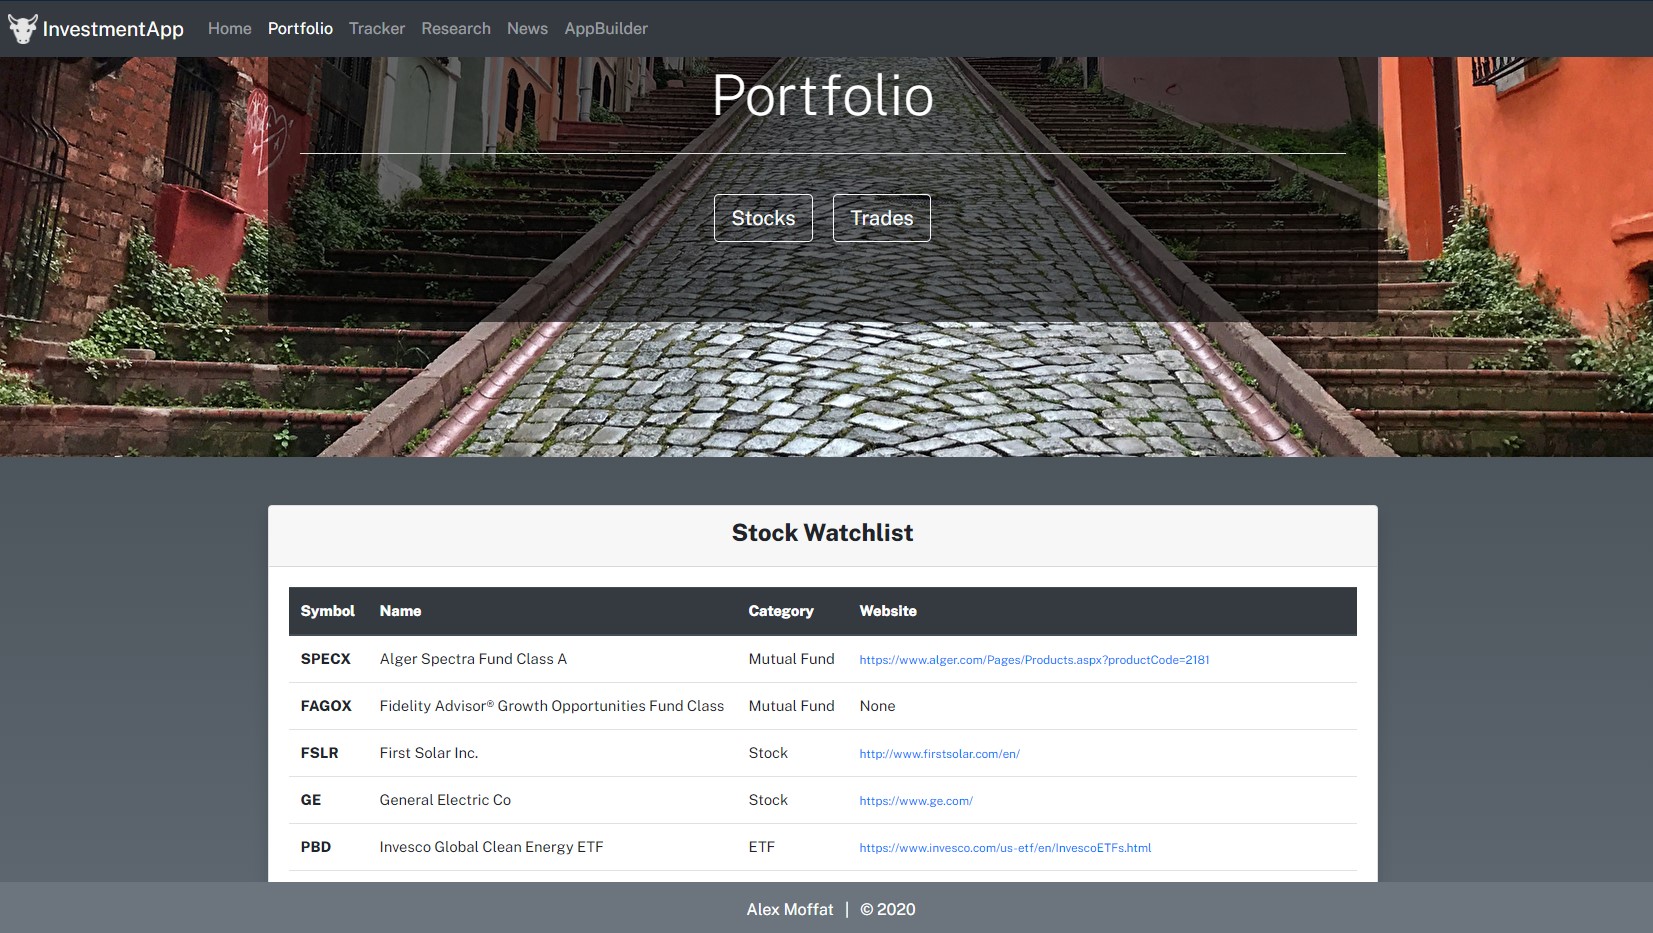 InvestmentApp Home Portfolio Tracker Research News AppBuilder
Portfolio
Stocks Trades
Stock Watchlist
Symbol Name Category Website
SPECX Alger Spectra Fund Class A Mutual Fund https://www.alger.com/Pages/Products.aspx?productCode=2181
FAGOX Fidelity Advisor® Growth Opportunities Fund Class Mutual Fund None
FSLR First Solar Inc. Stock http://www.firstsolar.com/en/
GE General Electric Co Stock https://www.ge.com/
PBD Invesco Global Clean Energy ETF ETF https://www.invesco.com/us-etf/en/InvescoETFs.html
Alex Moffat | © 2020